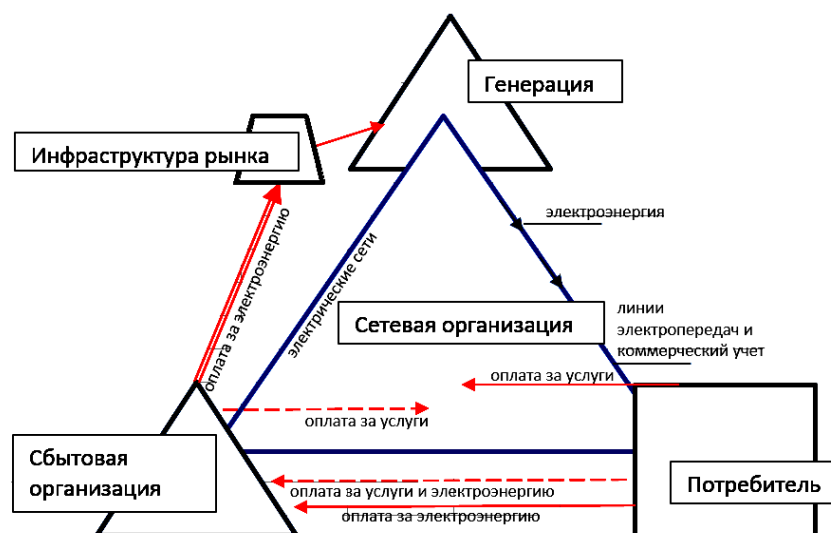 Генерация
Инфраструктура рынка
оплата за электроэнергию
электрические сети
электроэнергия
Сетевая организация
линии
электропередач и
коммерческий учет
оплата за услуги
оплата за услуги
Сбытовая
организация
оплата за услуги и электроэнергию
оплата за электроэнергию
Потребитель